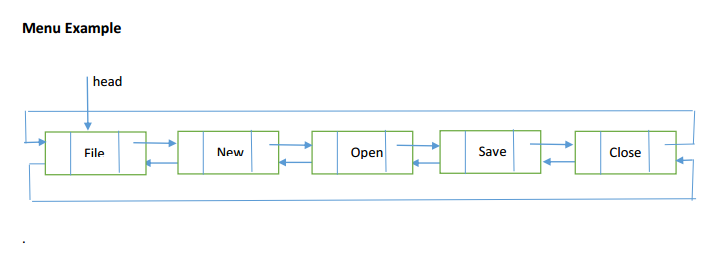 Menu Example
head
File
New
Open
Save
Close
.